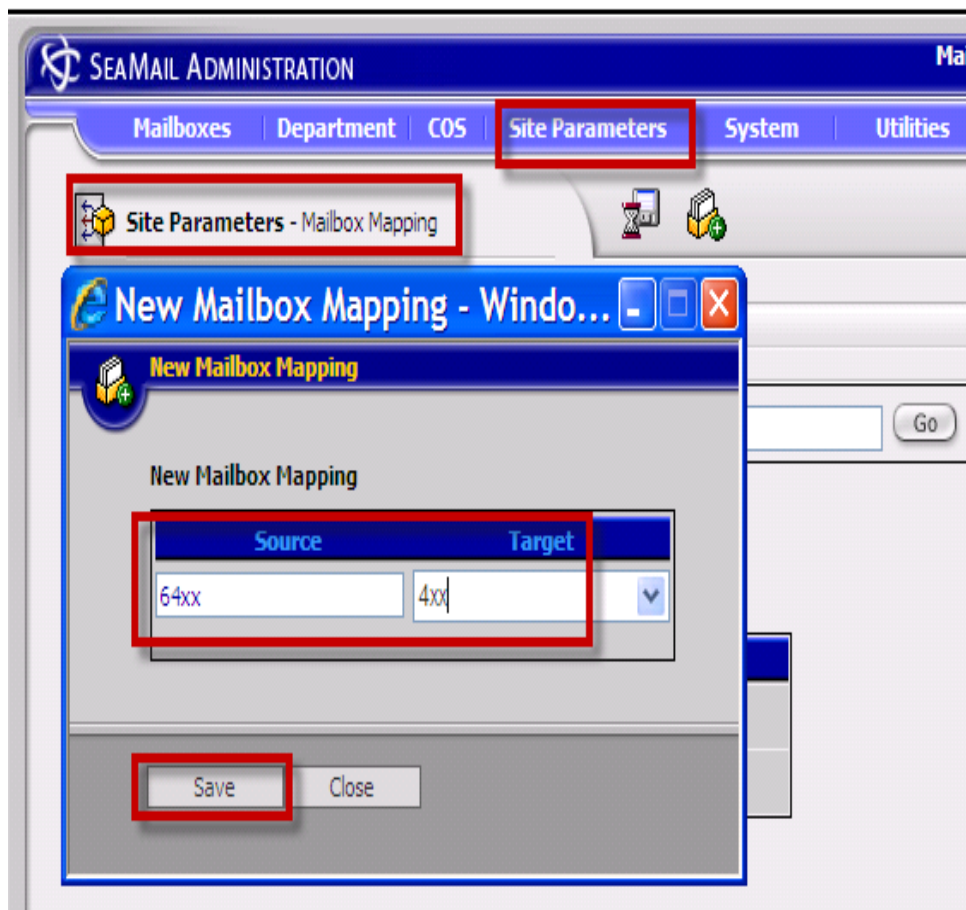 SEAMAIL ADMINISTRATION
Mailboxes Department COS Site Parameters System Utilities
Site Parameters - Mailbox Mapping
New Mailbox Mapping - Windo...
New Mailbox Mapping
Go
New Mailbox Mapping
Source Target
64xx 4xx
Save Close